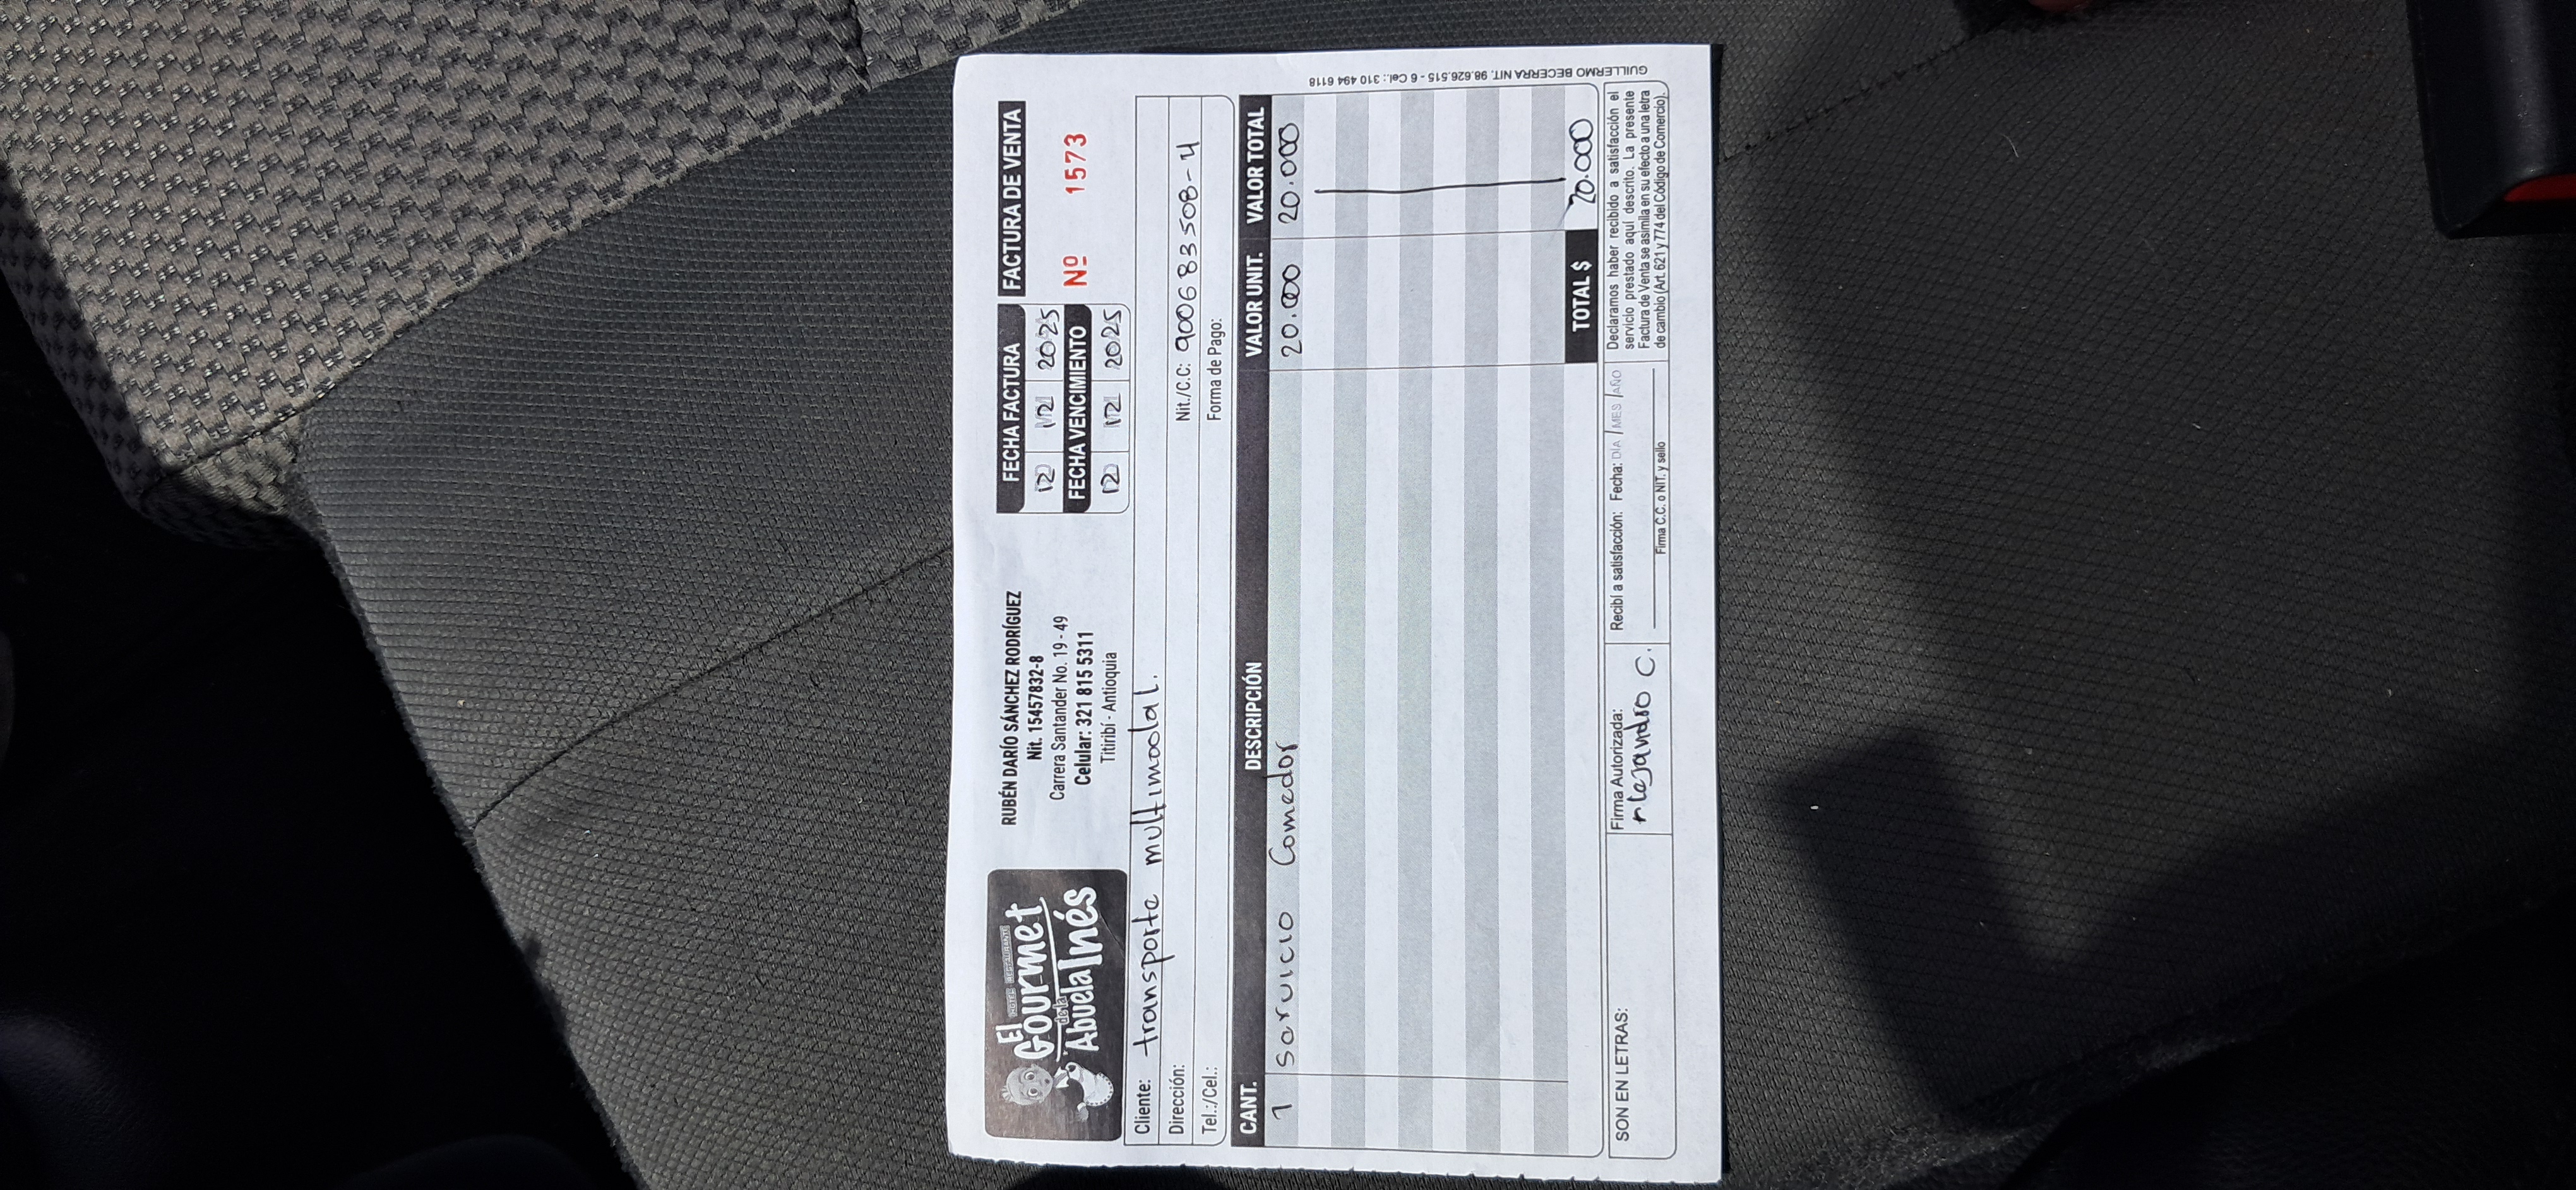 HOTEL RESTAURANTE
El
Gourmet
de la
Abuela Inés
RUBÉN DARÍO SÁNCHEZ RODRÍGUEZ
Nit. 15457832-8
Carrera Santander No. 19 - 49
Celular: 321 815 5311
Titiribí - Antioquia
FECHA FACTURA
12 12 2025
FECHA VENCIMIENTO
12 12 2025
FACTURA DE VENTA
Nº 1573
Cliente: transporte multimodal.
Dirección: Nit./C.C: 900683508-4
Tel.:/Cel.: Forma de Pago:
CANT. DESCRIPCIÓN VALOR UNIT. VALOR TOTAL
1 servicio Comedor 20.000 20.000
TOTAL $ 20.000
SON EN LETRAS:
Firma Autorizada:
Alejandro C.
Recibí a satisfacción: Fecha: DÍA / MES / AÑO
Firma C.C. o NIT. y sello
Declaramos haber recibido a satisfacción el
servicio prestado aquí descrito. La presente
Factura de Venta se asimila en su efecto a una letra
de cambio (Art. 621 y 774 del Código de Comercio).
GUILLERMO BECERRA NIT. 98.626.515 - 6 Cel.: 310 494 6118